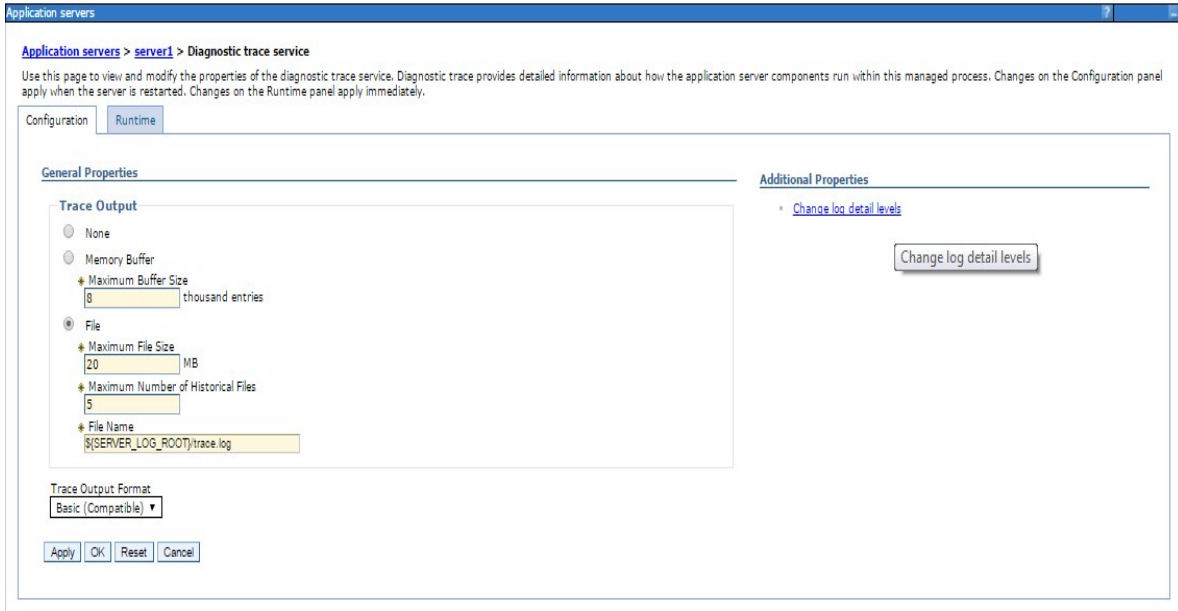 Application servers
?
Application servers > server1 > Diagnostic trace service
Use this page to view and modify the properties of the diagnostic trace service. Diagnostic trace provides detailed information about how the application server components run within this managed process. Changes on the Configuration panel
apply when the server is restarted. Changes on the Runtime panel apply immediately.
Configuration
Runtime
General Properties
Trace Output
None
Memory Buffer
Maximum Buffer Size
8 thousand entries
File
Maximum File Size
20 MB
Maximum Number of Historical Files
5
File Name
${SERVER_LOG_ROOT}/trace.log
Trace Output Format
Basic (Compatible)
Apply OK Reset Cancel
Additional Properties
Change log detail levels
Change log detail levels